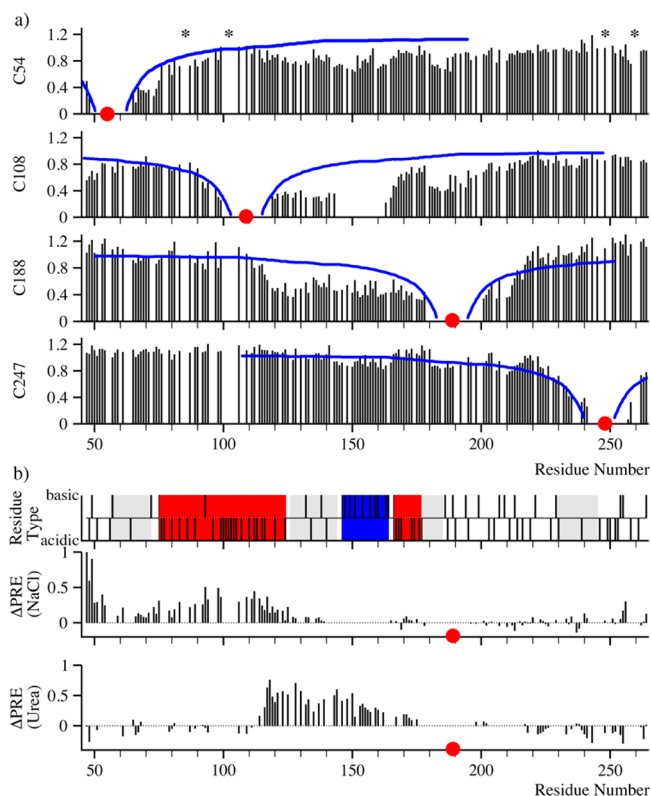 a)
* * * *
1.2
0.8
0.4
0
C54
1.2
0.8
0.4
0
C108
1.2
0.8
0.4
0
C188
1.2
0.8
0.4
0
C247
50 100 150 200 250
Residue Number
b)
basic
Residue
Type
acidic
1
0.5
0
ΔPRE
(NaCl)
1
0.5
0
ΔPRE
(Urea)
50 100 150 200 250
Residue Number